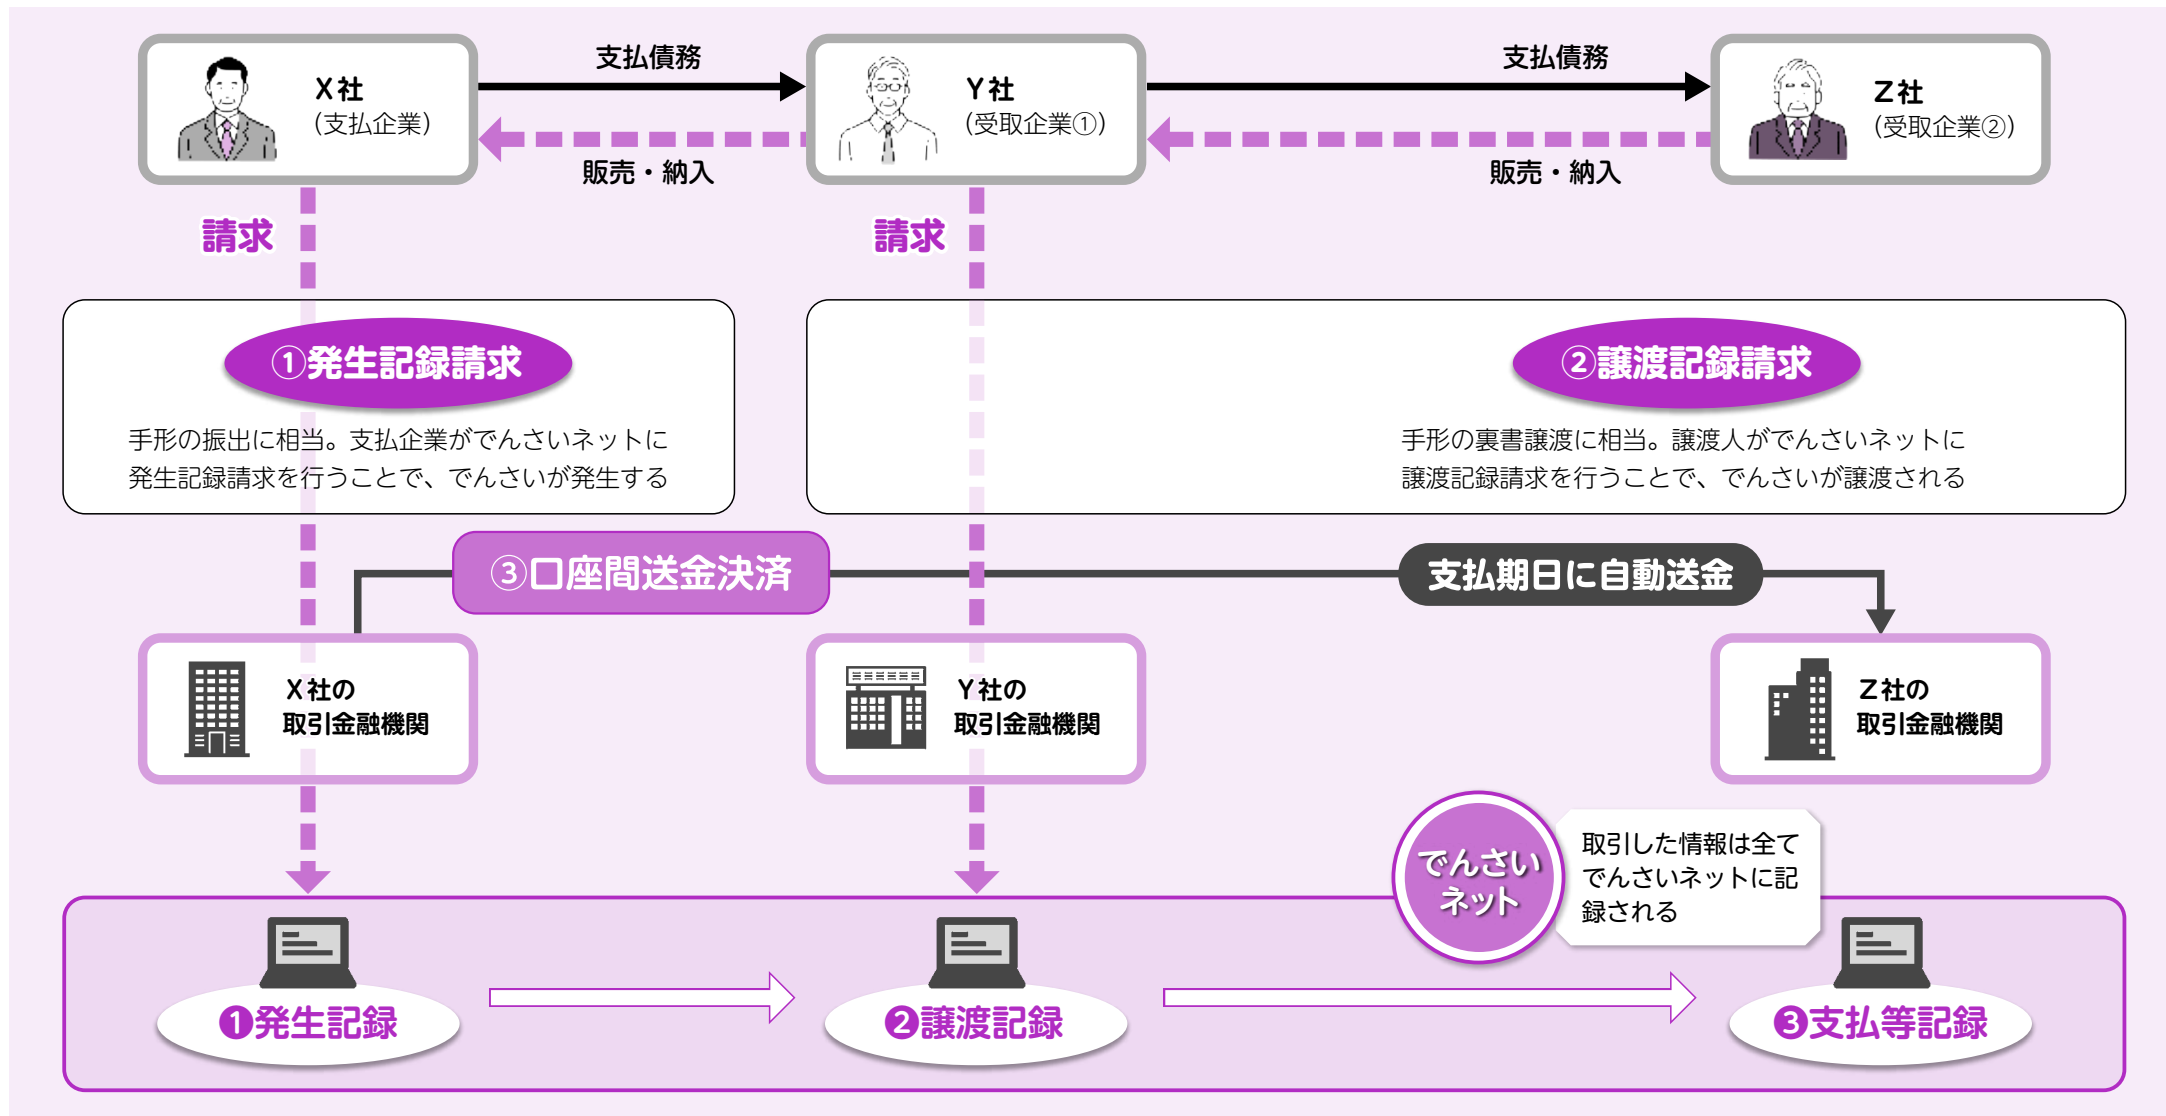 支払債務
支払債務
X社
(支払企業)
Y社
(受取企業①)
Z社
(受取企業②)
販売・納入
販売・納入
請求
請求
①発生記録請求
手形の振出に相当。支払企業がでんさいネットに
発生記録請求を行うことで、でんさいが発生する
②譲渡記録請求
手形の裏書譲渡に相当。譲渡人がでんさいネットに
譲渡記録請求を行うことで、でんさいが譲渡される
③口座間送金決済
支払期日に自動送金
X社の
取引金融機関
Y社の
取引金融機関
Z社の
取引金融機関
でんさい
ネット
取引した情報は全て
でんさいネットに記
録される
❶発生記録
❷譲渡記録
❸支払等記録